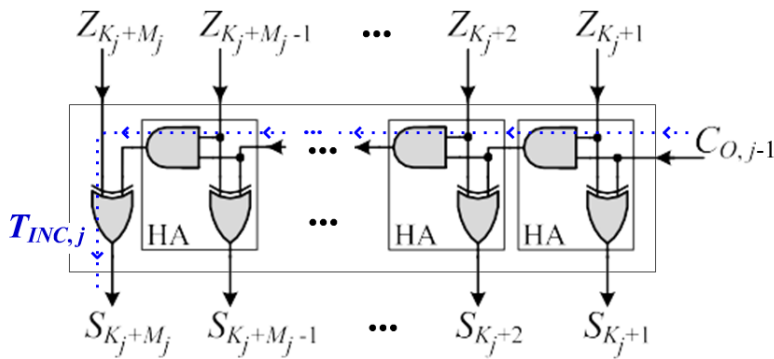 Z_{K_j+M_j} Z_{K_j+M_j-1} ••• Z_{K_j+2} Z_{K_j+1}
••• C_{O, j-1}
T_{INC, j} HA ••• HA HA
S_{K_j+M_j} S_{K_j+M_j-1} ••• S_{K_j+2} S_{K_j+1}